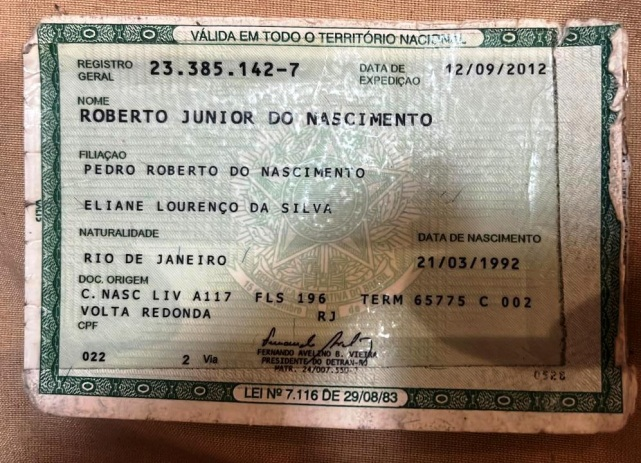 VÁLIDA EM TODO O TERRITÓRIO NACIONAL
REGISTRO GERAL 23.385.142-7 DATA DE EXPEDIÇÃO 12/09/2012
NOME
ROBERTO JUNIOR DO NASCIMENTO
FILIAÇÃO
PEDRO ROBERTO DO NASCIMENTO
ELIANE LOURENÇO DA SILVA
NATURALIDADE DATA DE NASCIMENTO
RIO DE JANEIRO 21/03/1992
DOC. ORIGEM
C.NASC LIV A117 FLS 196 TERM 65775 C 002
VOLTA REDONDA RJ
CPF
022 2 Via
FERNANDO AVELINO B. VIEIRA
PRESIDENTE DO DETRAN-RJ
MATR. 24/007.350-
0528
LEI Nº 7.116 DE 29/08/83